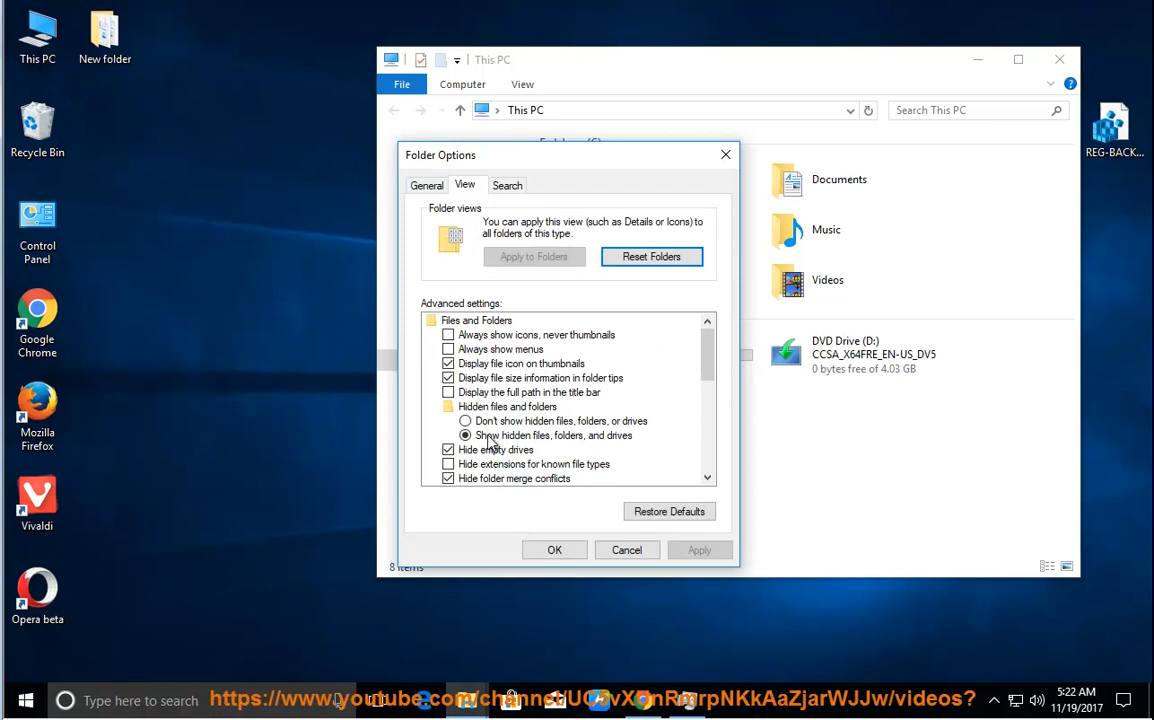 This PC
New folder
Recycle Bin
Control
Panel
Google
Chrome
Mozilla
Firefox
Vivaldi
Opera beta
This PC
File
Computer
View
This PC
Search This PC
REG-BACK...
Folder Options
General
View
Search
Folder views
You can apply this view (such as Details or Icons) to
all folders of this type.
Apply to Folders
Reset Folders
Advanced settings:
Files and Folders
Always show icons, never thumbnails
Always show menus
Display file icon on thumbnails
Display file size information in folder tips
Display the full path in the title bar
Hidden files and folders
Don't show hidden files, folders, or drives
Show hidden files, folders, and drives
Hide empty drives
Hide extensions for known file types
Hide folder merge conflicts
Restore Defaults
OK
Cancel
Apply
Documents
Music
Videos
DVD Drive (D:)
CCSA_X64FRE_EN-US_DV5
0 bytes free of 4.03 GB
8 items
Type here to search
5:22 AM
11/19/2017